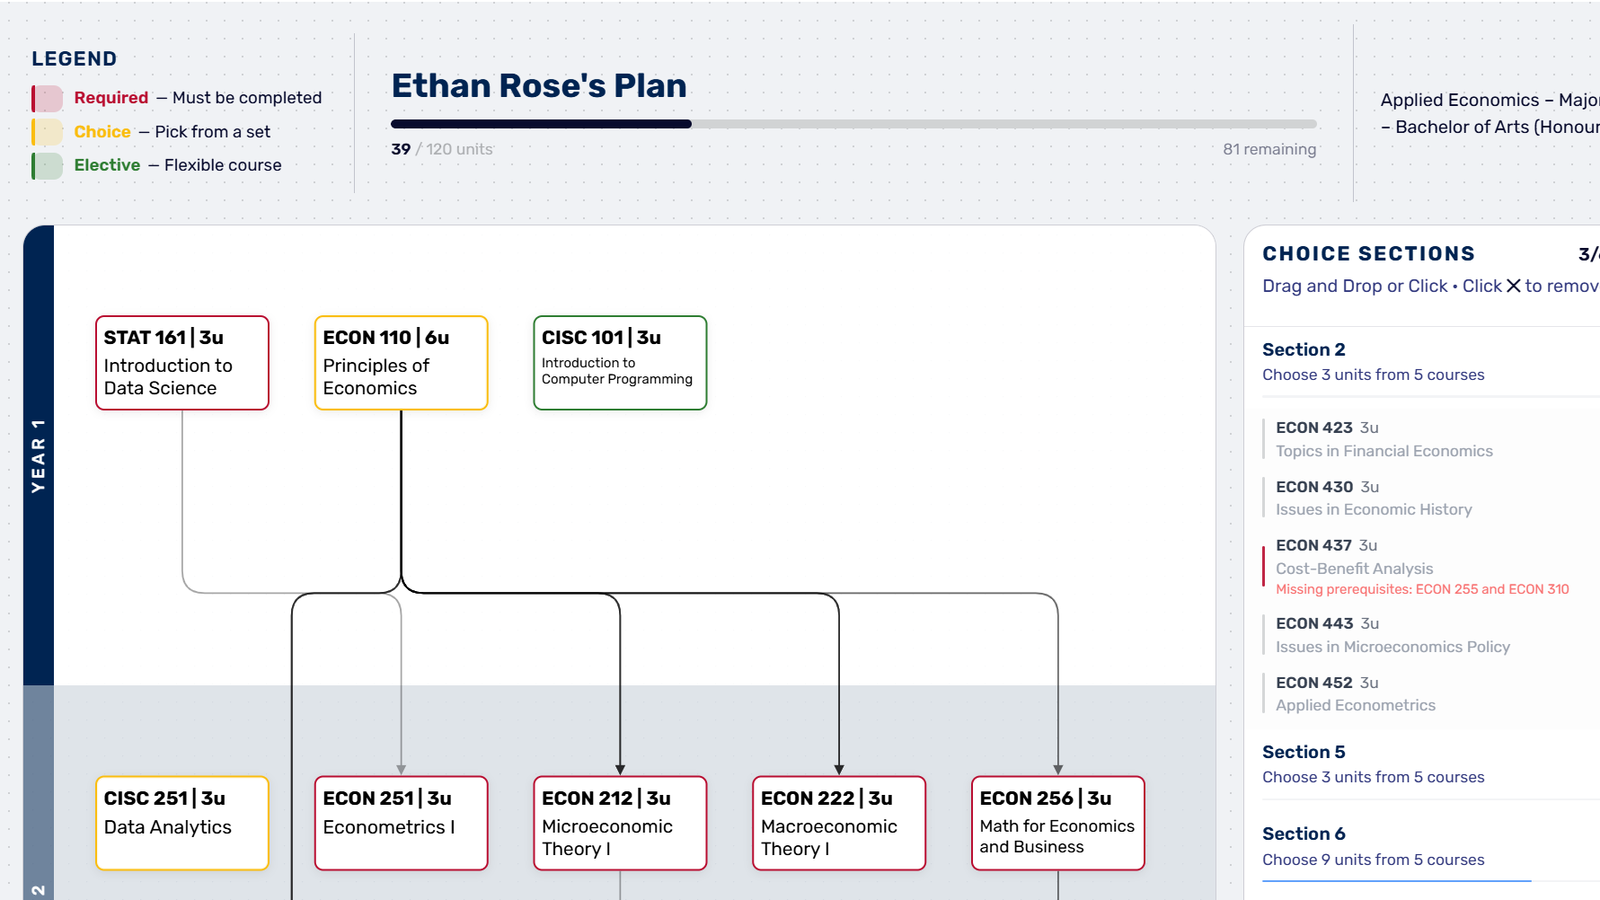 LEGEND
Required — Must be completed
Choice — Pick from a set
Elective — Flexible course
Ethan Rose's Plan
39 / 120 units
81 remaining
Applied Economics – Major
– Bachelor of Arts (Honour
YEAR 1
STAT 161 | 3u
Introduction to
Data Science
ECON 110 | 6u
Principles of
Economics
CISC 101 | 3u
Introduction to
Computer Programming
2
CISC 251 | 3u
Data Analytics
ECON 251 | 3u
Econometrics I
ECON 212 | 3u
Microeconomic
Theory I
ECON 222 | 3u
Macroeconomic
Theory I
ECON 256 | 3u
Math for Economics
and Business
CHOICE SECTIONS
3/
Drag and Drop or Click • Click ✕ to remov
Section 2
Choose 3 units from 5 courses
ECON 423 3u
Topics in Financial Economics
ECON 430 3u
Issues in Economic History
ECON 437 3u
Cost-Benefit Analysis
Missing prerequisites: ECON 255 and ECON 310
ECON 443 3u
Issues in Microeconomics Policy
ECON 452 3u
Applied Econometrics
Section 5
Choose 3 units from 5 courses
Section 6
Choose 9 units from 5 courses